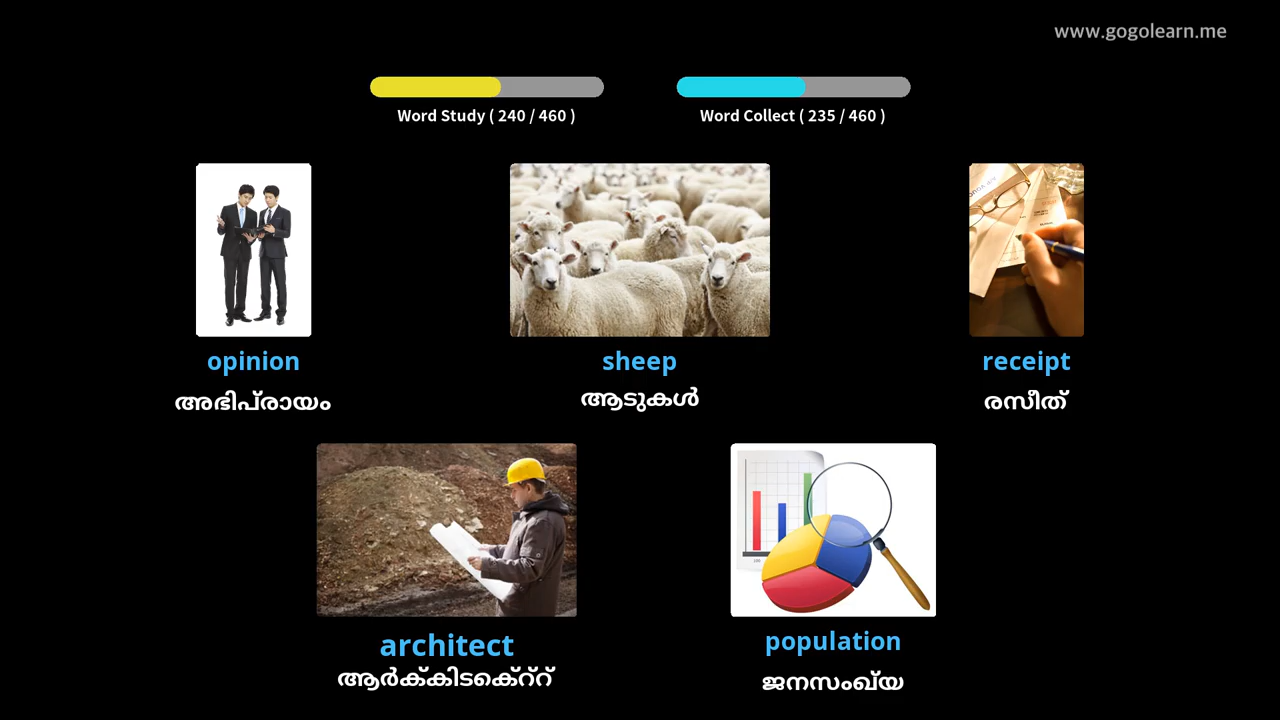 www.gogolearn.me
Word Study ( 240 / 460 )
Word Collect ( 235 / 460 )
opinion
അഭിപ്രായം
sheep
ആടുകൾ
receipt
രസീത്
architect
ആർക്കിടക്റ്റ്
population
ജനസംഖ്യ